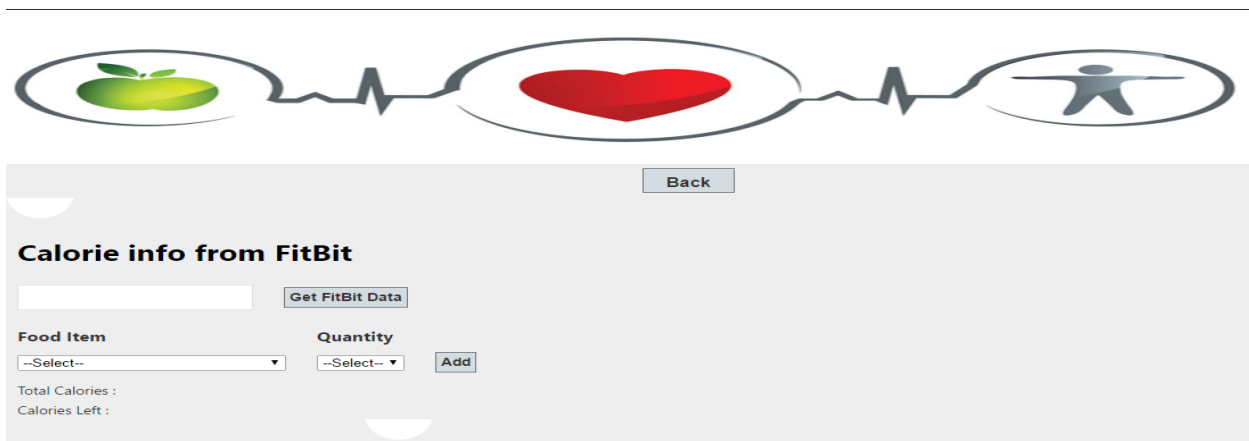 Back
Calorie info from FitBit
Get FitBit Data
Food Item Quantity
--Select-- --Select-- Add
Total Calories :
Calories Left :